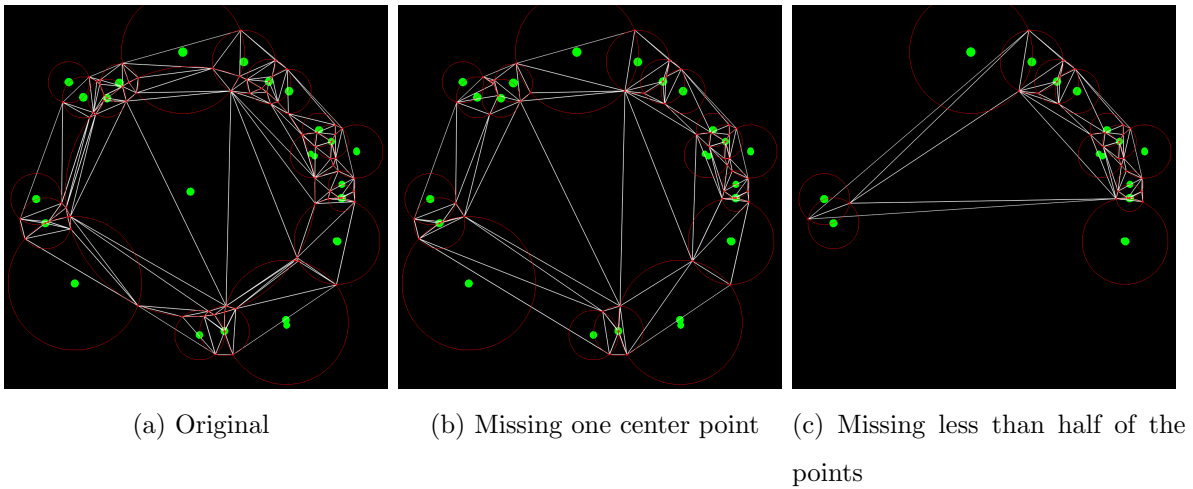 (a) Original
(b) Missing one center point
(c) Missing less than half of the
points